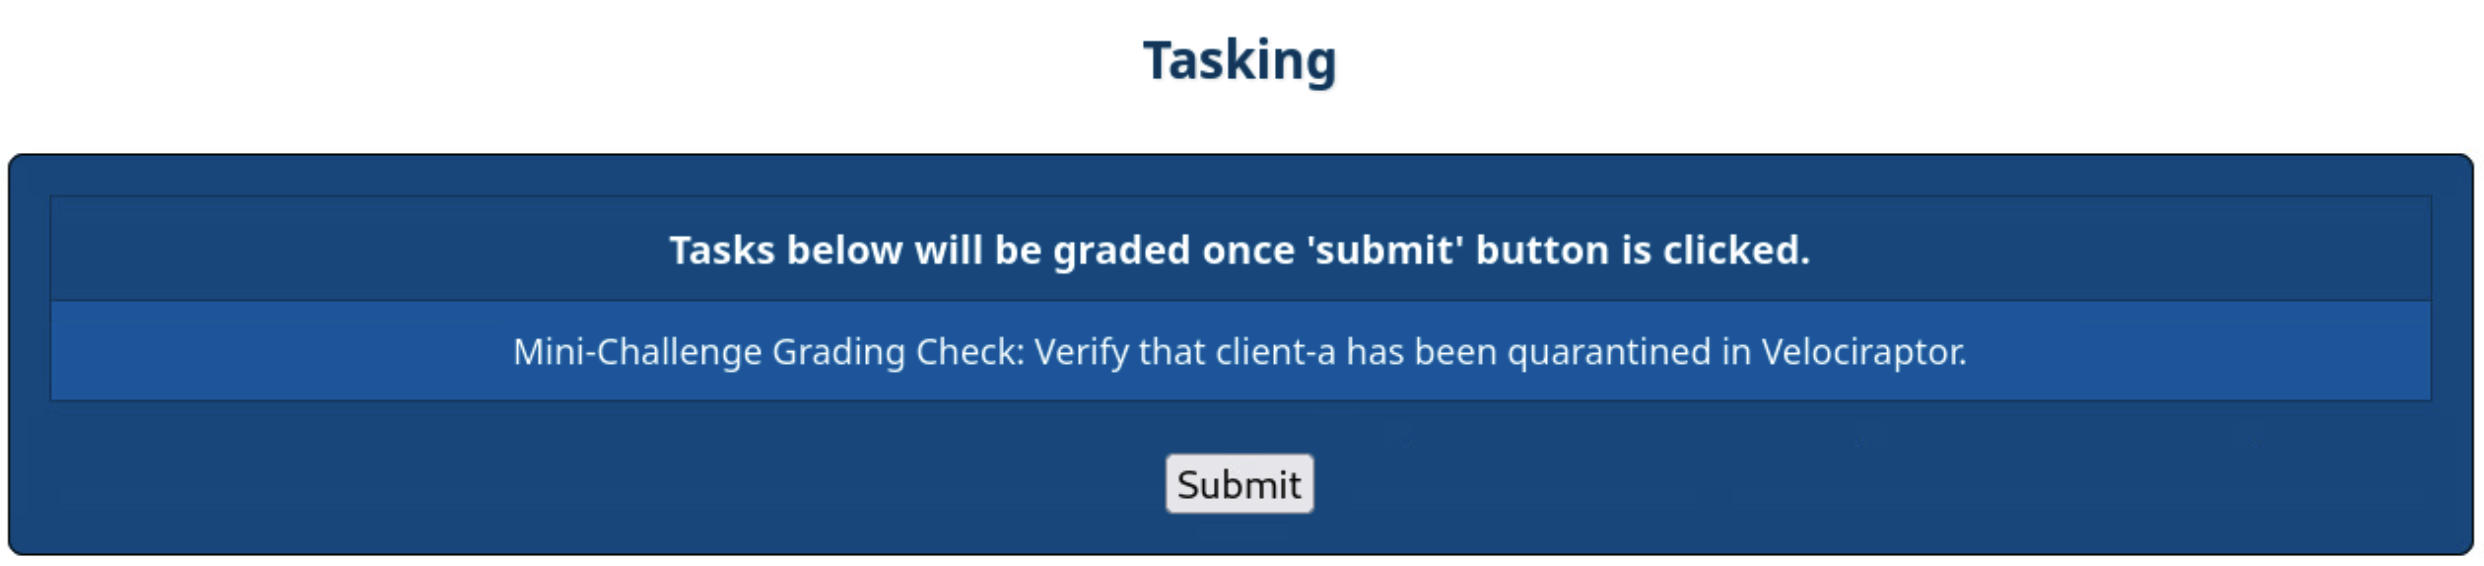 Tasking
Tasks below will be graded once 'submit' button is clicked.
Mini-Challenge Grading Check: Verify that client-a has been quarantined in Velociraptor.
Submit